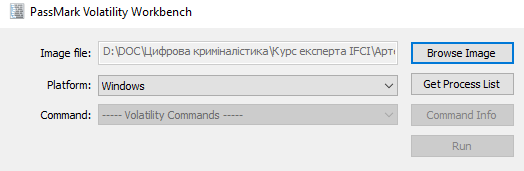 PassMark Volatility Workbench
Image file: D:\DOC\Цифрова криміналістика\Курс експерта IFCI\Арт Browse Image
Platform: Windows Get Process List
Command: ----- Volatility Commands ----- Command Info
Run